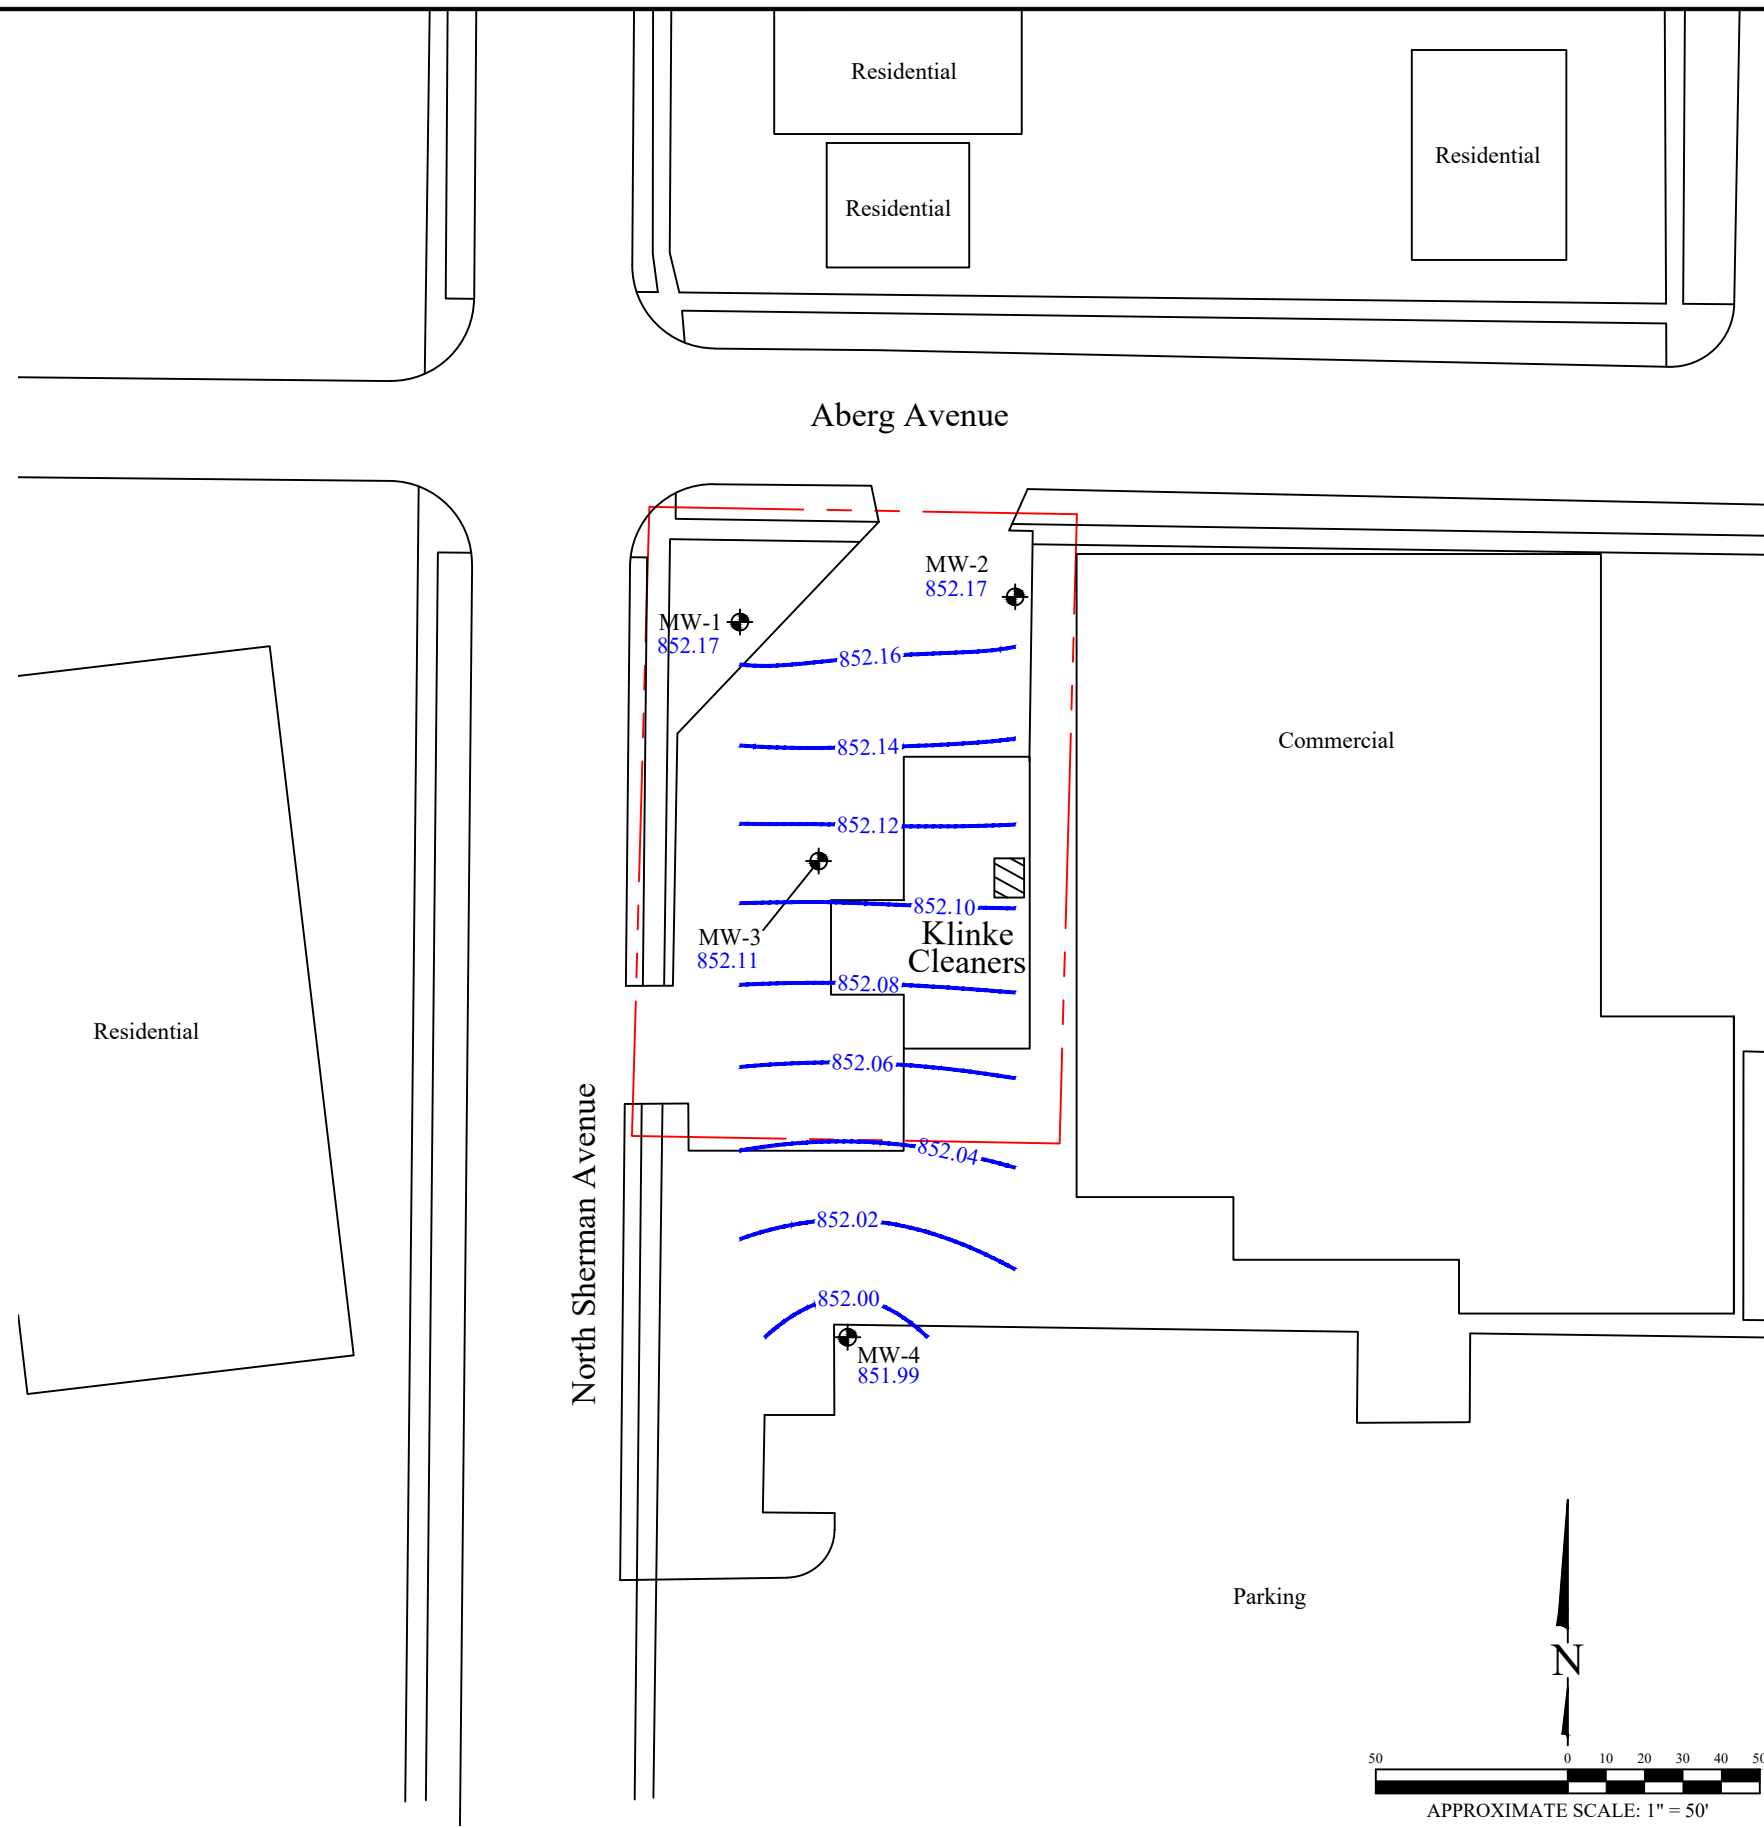 Residential
Residential
Residential
Aberg Avenue
MW-2
852.17
MW-1
852.17
852.16
852.14
Commercial
852.12
852.10
Klinke
Cleaners
MW-3
852.11
852.08
Residential
852.06
North Sherman Avenue
852.04
852.02
852.00
MW-4
851.99
Parking
N
50 0 10 20 30 40 50
APPROXIMATE SCALE: 1" = 50'